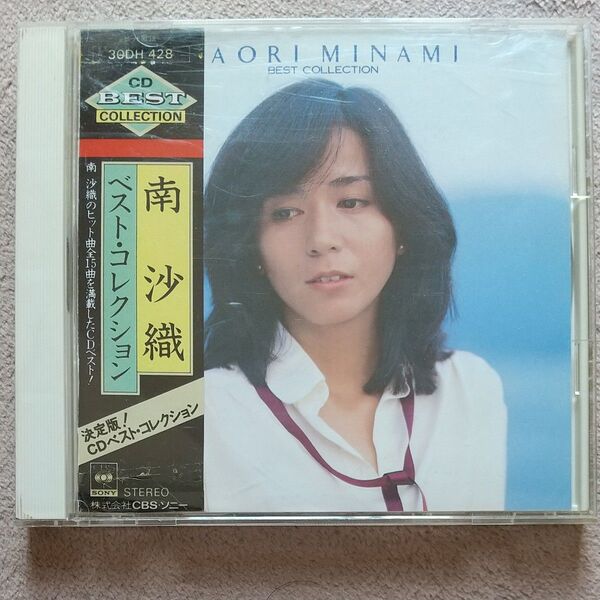 30DH 428
CD
BEST
COLLECTION
AORI MINAMI
BEST COLLECTION
南 沙織
ベスト・コレクション
南 沙織のヒット曲全15曲を満載したCDベスト!
決定版!
CDベスト・コレクション
CBS
SONY
STEREO
株式会社CBS・ソニー